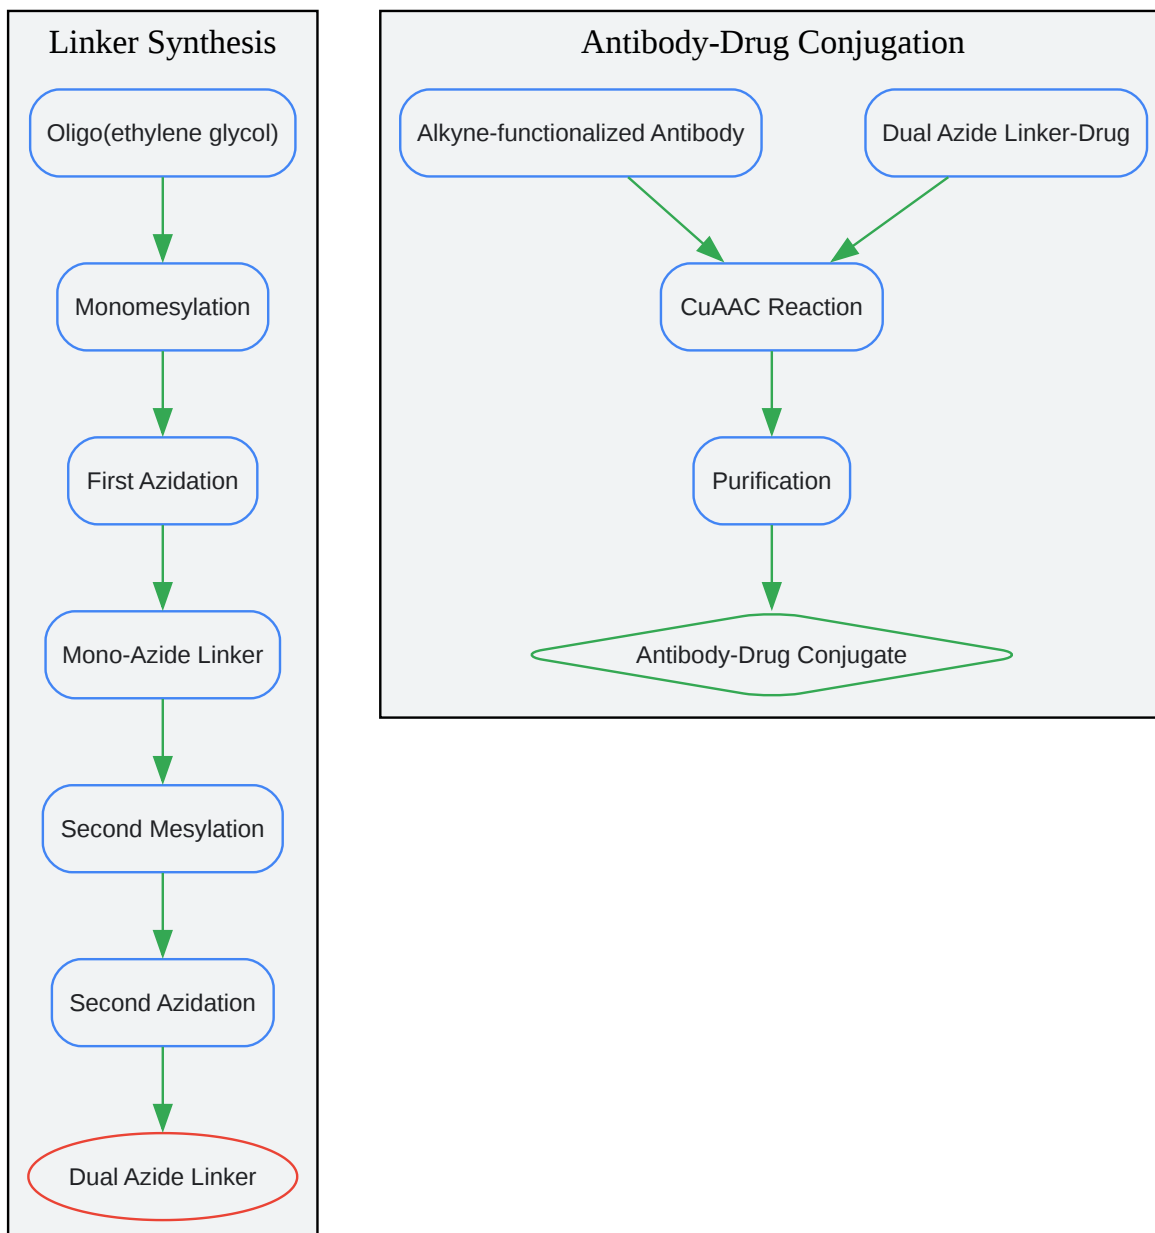 Linker Synthesis
Oligo(ethylene glycol)
Monomesylation
First Azidation
Mono-Azide Linker
Second Mesylation
Second Azidation
Dual Azide Linker
Antibody-Drug Conjugation
Alkyne-functionalized Antibody
Dual Azide Linker-Drug
CuAAC Reaction
Purification
Antibody-Drug Conjugate